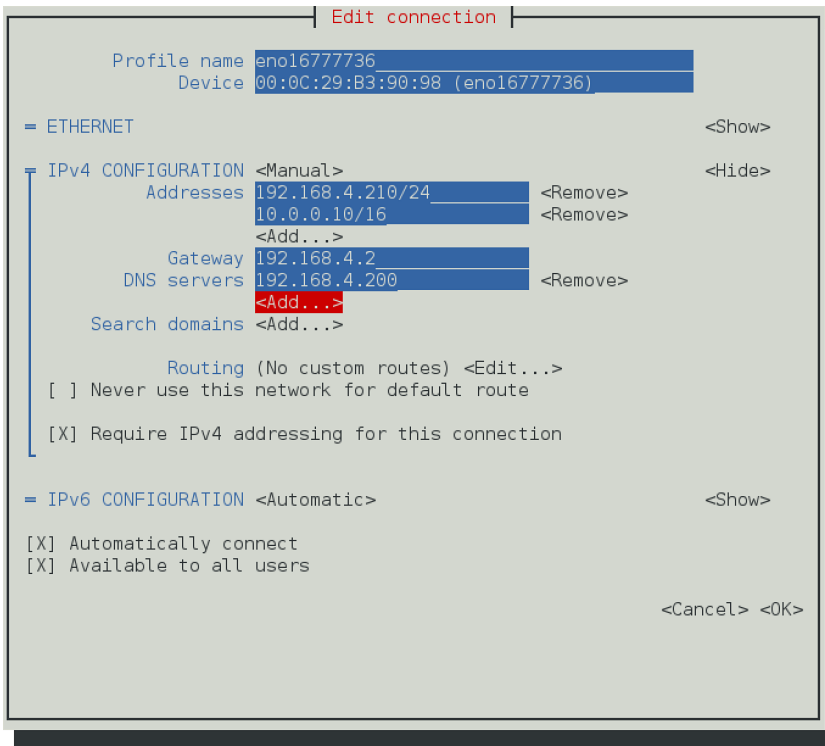 Edit connection
Profile name eno16777736
Device 00:0C:29:B3:90:98 (eno16777736)
= ETHERNET <Show>
IPv4 CONFIGURATION <Manual> <Hide>
Addresses 192.168.4.210/24 <Remove>
10.0.0.10/16 <Remove>
<Add...>
Gateway 192.168.4.2
DNS servers 192.168.4.200 <Remove>
<Add...>
Search domains <Add...>
Routing (No custom routes) <Edit...>
[ ] Never use this network for default route
[X] Require IPv4 addressing for this connection
= IPv6 CONFIGURATION <Automatic> <Show>
[X] Automatically connect
[X] Available to all users
<Cancel> <OK>